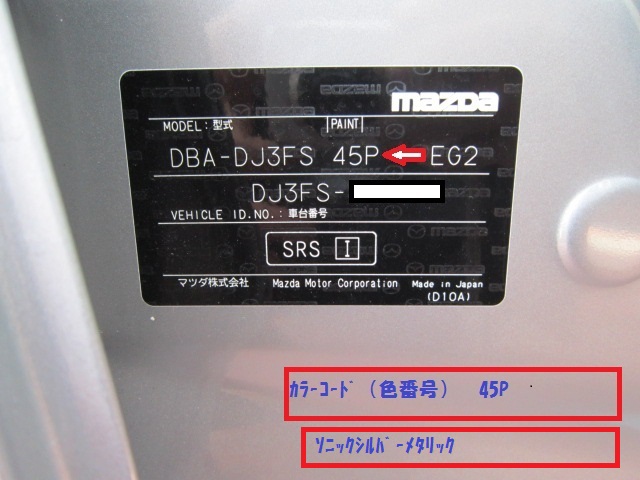 mazda
MODEL:型式 PAINT
DBA-DJ3FS 45P EG2
DJ3FS-
VEHICLE ID.NO.:車台番号
SRS I
マツダ株式会社 Mazda Motor Corporation Made in Japan
(D10A)
ｶﾗｰｺｰﾄﾞ（色番号） 45P
ｿﾆｯｸｼﾙﾊﾞｰﾒﾀﾘｯｸ